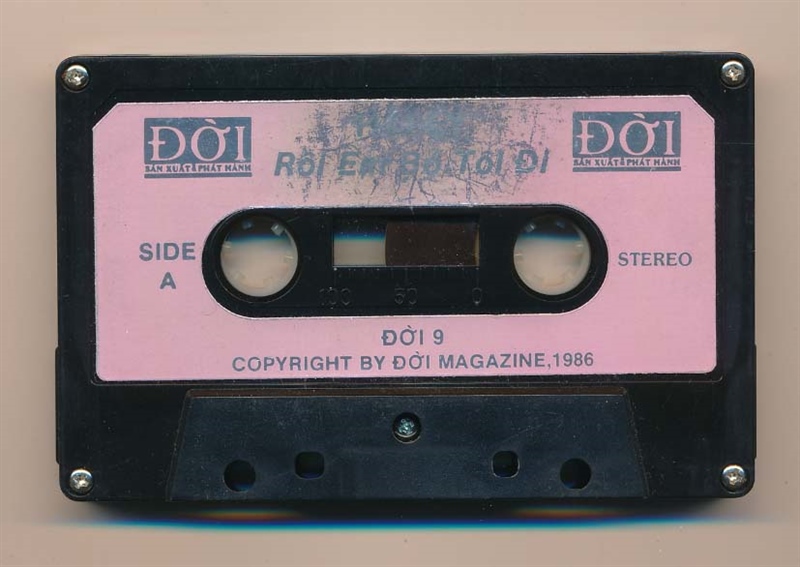 ĐỜI
SẢN XUẤT & PHÁT HÀNH
Rồi Em Bỏ Tôi Đi
ĐỜI
SẢN XUẤT & PHÁT HÀNH
SIDE
A
STEREO
100 50 0
ĐỜI 9
COPYRIGHT BY ĐỜI MAGAZINE,1986